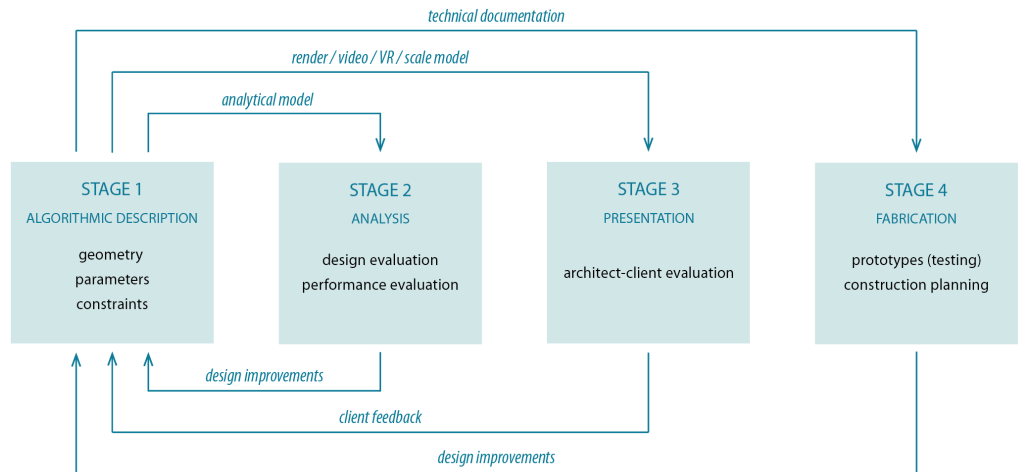 technical documentation
render / video / VR / scale model
analytical model
STAGE 1
ALGORITHMIC DESCRIPTION
geometry
parameters
constraints
STAGE 2
ANALYSIS
design evaluation
performance evaluation
STAGE 3
PRESENTATION
architect-client evaluation
STAGE 4
FABRICATION
prototypes (testing)
construction planning
design improvements
client feedback
design improvements